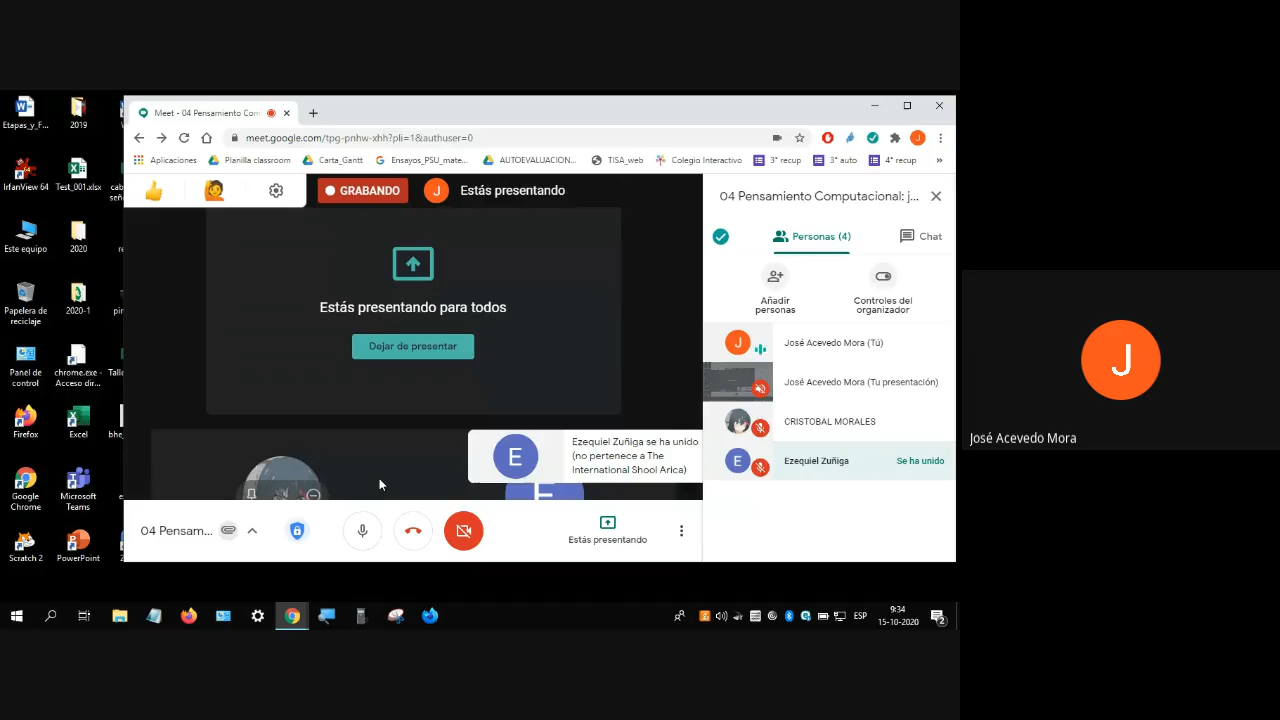 Etapas_y_F...
2019
IrfanView 64
Test_001.xlsx
Este equipo
2020
Papelera de
reciclaje
2020-1
Panel de
control
chrome.exe -
Acceso dir...
Firefox
Excel
Google
Chrome
Microsoft
Teams
Scratch 2
PowerPoint
Meet - 04 Pensamiento Com
meet.google.com/tpg-pnhw-xhh?pli=1&authuser=0
Aplicaciones
Planilla classroom
Carta_Gantt
Ensayos_PSU_mate...
AUTOEVALUACION...
TISA_web
Colegio Interactivo
3° recup
3° auto
4° recup
»
GRABANDO
J
Estás presentando
Estás presentando para todos
Dejar de presentar
E
Ezequiel Zuñiga se ha unido
(no pertenece a The
International Shool Arica)
04 Pensam...
Estás presentando
04 Pensamiento Computacional: j...
Personas (4)
Chat
Añadir
personas
Controles del
organizador
J
José Acevedo Mora (Tú)
José Acevedo Mora (Tu presentación)
CRISTOBAL MORALES
E
Ezequiel Zuñiga
Se ha unido
ESP
9:34
15-10-2020
2
J
José Acevedo Mora